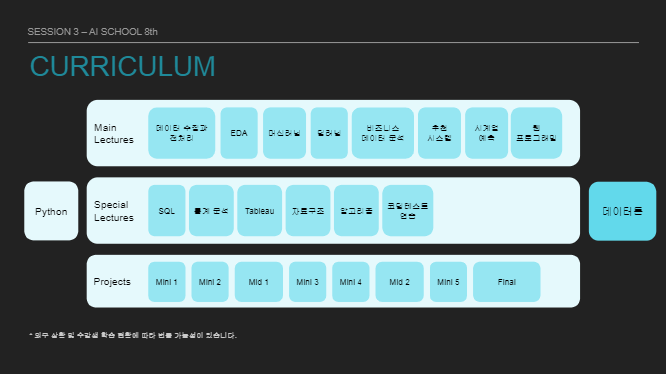 SESSION 3 – AI SCHOOL 8th
CURRICULUM
Main
Lectures
데이터 수집과
전처리
EDA
머신러닝
딥러닝
비즈니스
데이터 분석
추천
시스템
시계열
예측
웹
프로그래밍
Python
Special
Lectures
SQL
통계 분석
Tableau
자료구조
알고리즘
코딩테스트
연습
데이터톤
Projects
Mini 1
Mini 2
Mid 1
Mini 3
Mini 4
Mid 2
Mini 5
Final
* 외부 상황 및 수강생 학습 현황에 따라 변동 가능성이 있습니다.